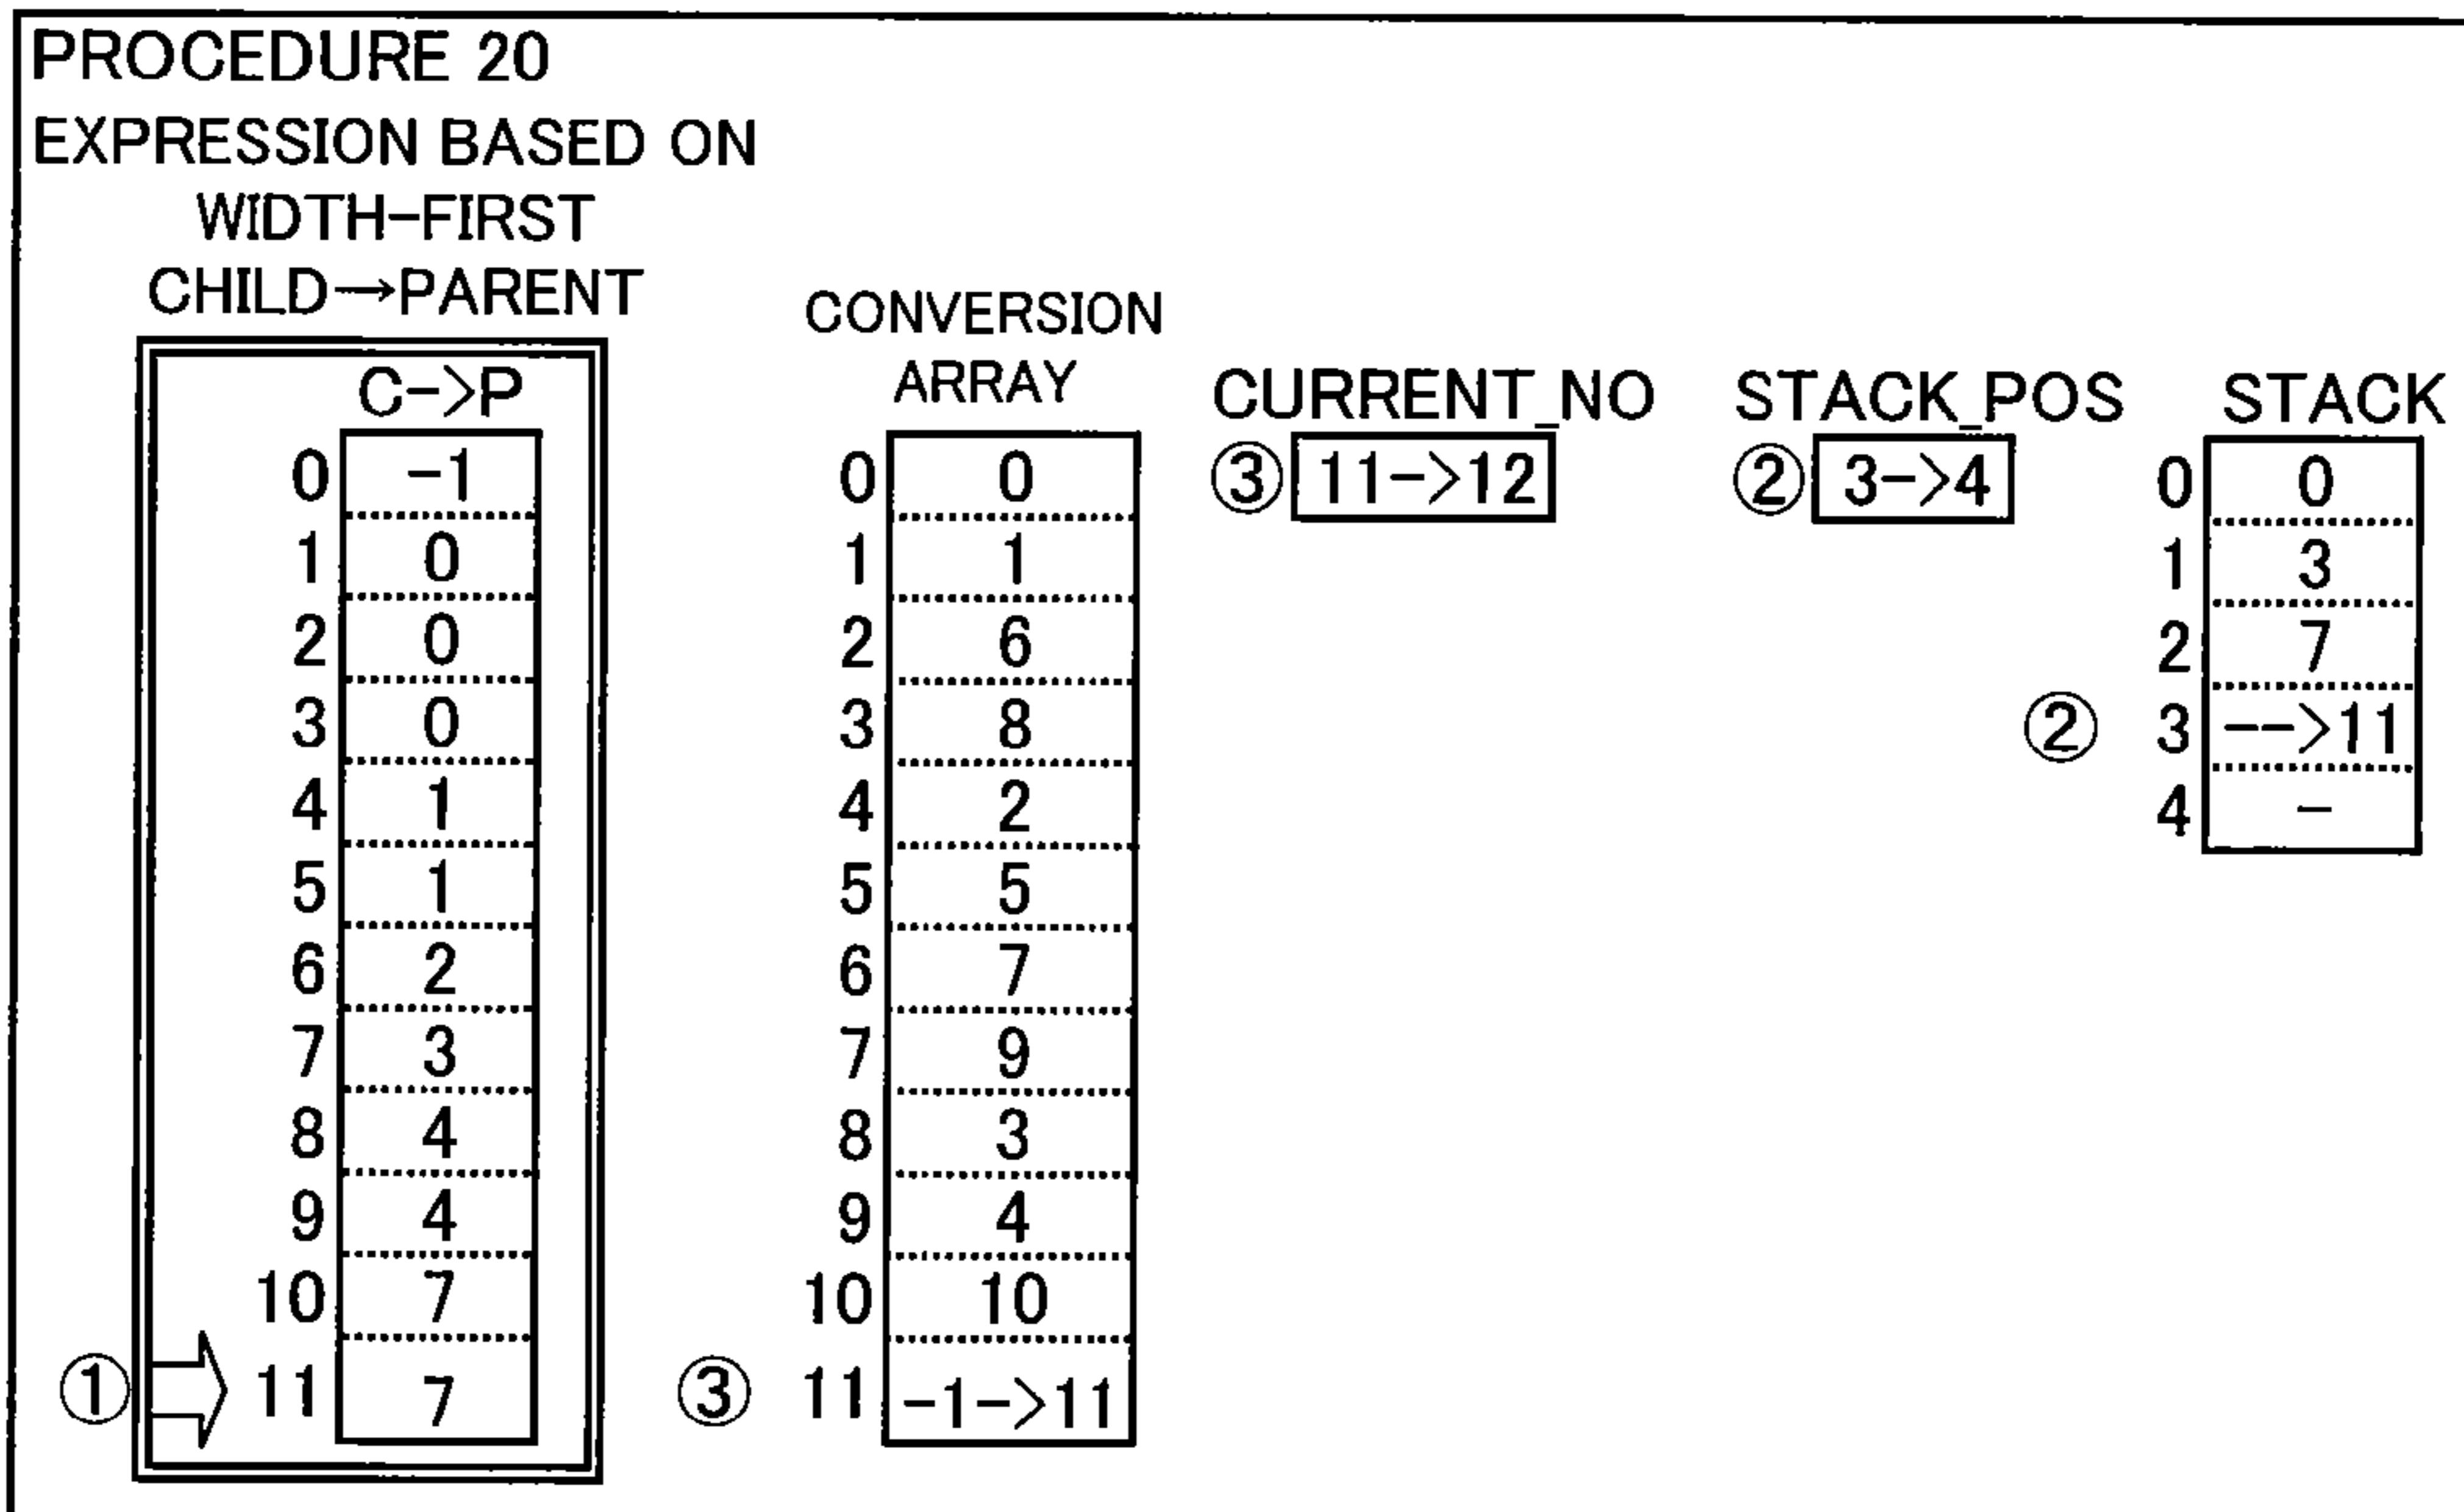 PROCEDURE 20
EXPRESSION BASED ON
WIDTH-FIRST
CHILD→PARENT
C->P
0 -1
1 0
2 0
3 0
4 1
5 1
6 2
7 3
8 4
9 4
10 7
① 11 7
CONVERSION
ARRAY
0 0
1 1
2 6
3 8
4 2
5 5
6 7
7 9
8 3
9 4
10 10
③ 11 -1->11
CURRENT_NO
③ 11->12
STACK_POS
② 3->4
STACK
0 0
1 3
2 7
② 3 -->11
4 -